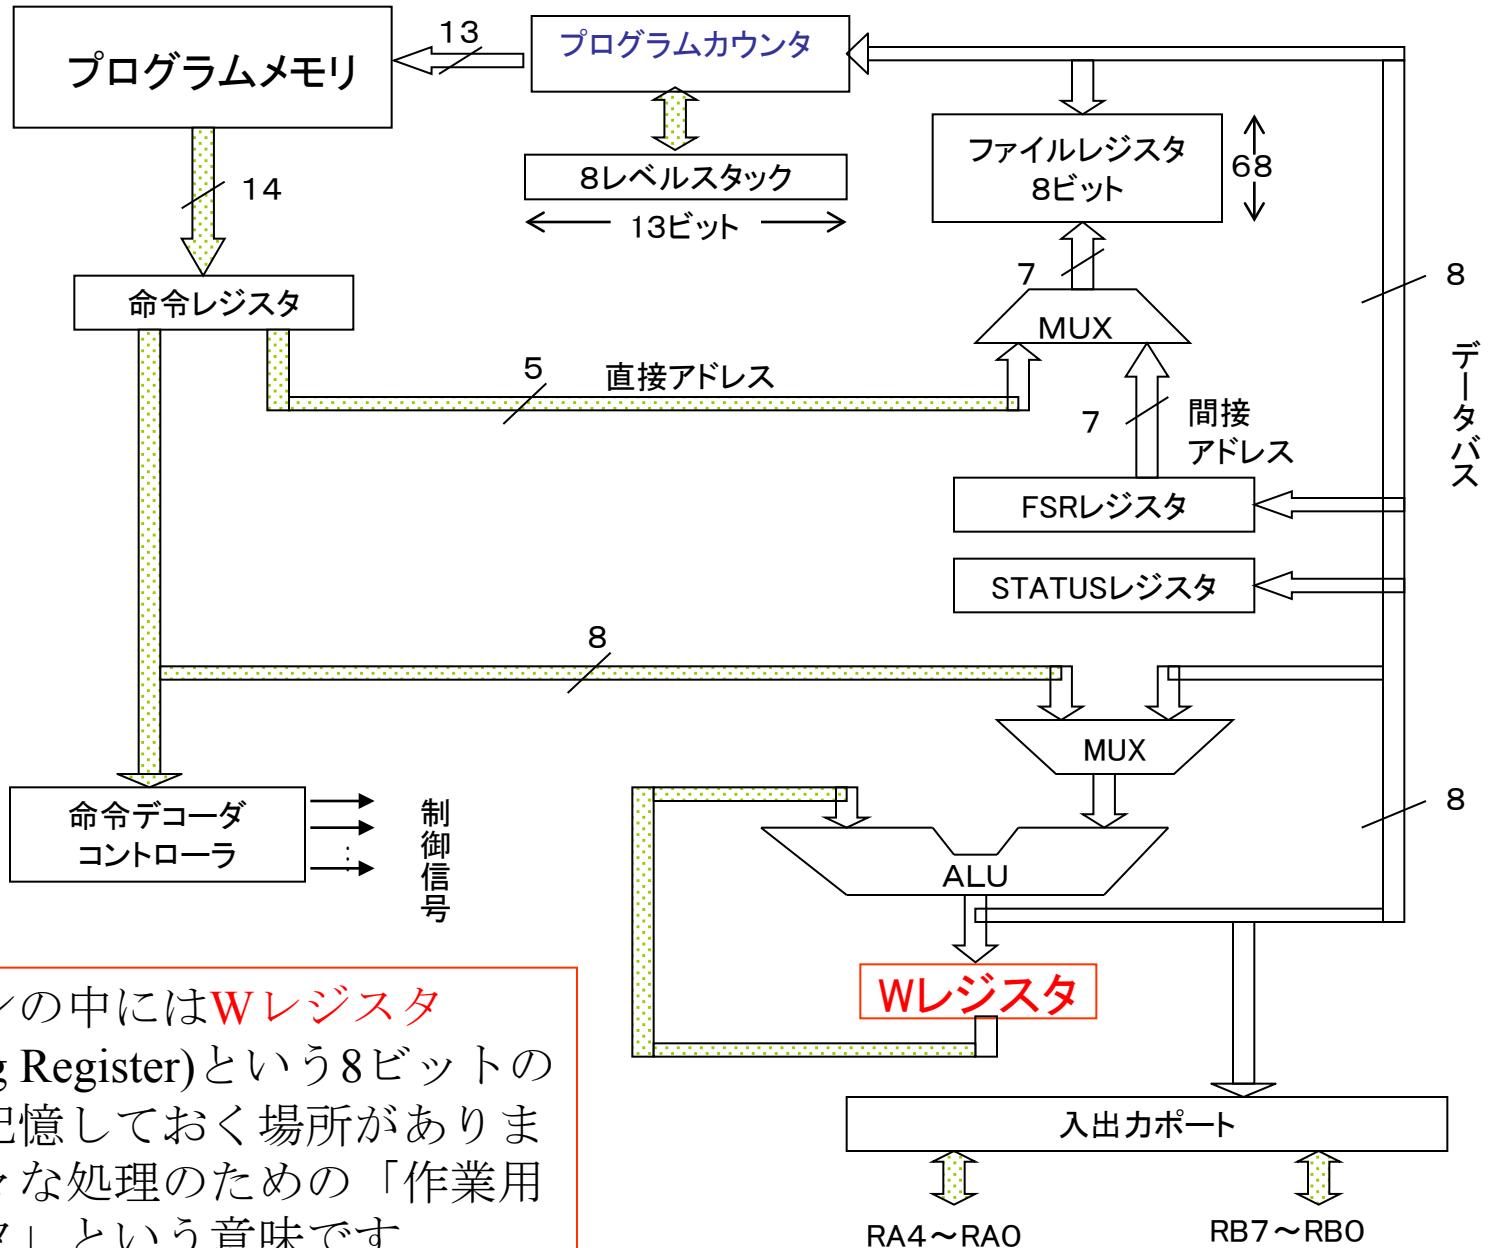 プログラムメモリ
13
プログラムカウンタ
14
8レベルスタック
13ビット
ファイルレジスタ
8ビット
68
命令レジスタ
7
MUX
8
5
直接アドレス
7
間接
アドレス
データバス
FSRレジスタ
STATUSレジスタ
8
MUX
8
命令デコーダ
コントローラ
制御信号
ALU
Wレジスタ
の中にはWレジスタ
Register)という8ビットの
記憶しておく場所がありま
な処理のための「作業用
」という意味です
入出力ポート
RA4～RA0
RB7～RB0